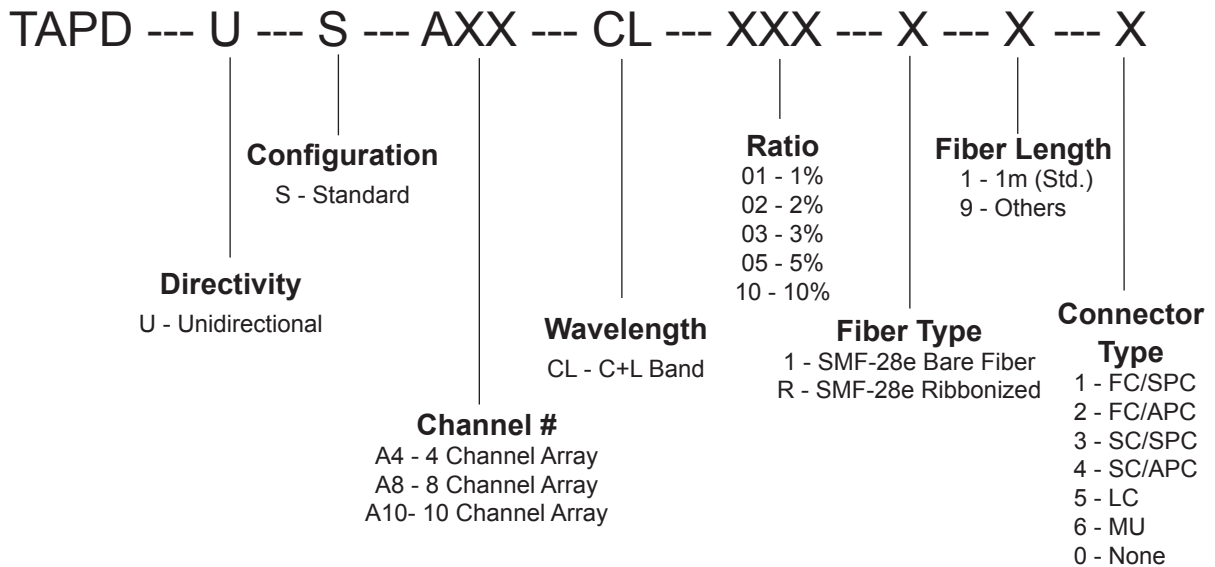 TAPD --- U --- S --- AXX --- CL --- XXX --- X --- X --- X
Configuration
S - Standard
Directivity
U - Unidirectional
Channel #
A4 - 4 Channel Array
A8 - 8 Channel Array
A10- 10 Channel Array
Wavelength
CL - C+L Band
Ratio
01 - 1%
02 - 2%
03 - 3%
05 - 5%
10 - 10%
Fiber Type
1 - SMF-28e Bare Fiber
R - SMF-28e Ribbonized
Fiber Length
1 - 1m (Std.)
9 - Others
Connector
Type
1 - FC/SPC
2 - FC/APC
3 - SC/SPC
4 - SC/APC
5 - LC
6 - MU
0 - None